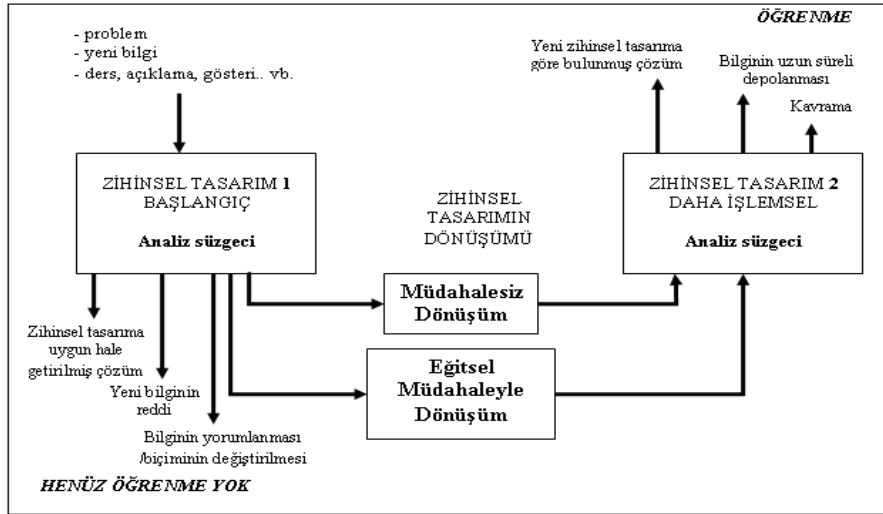 - problem
- yeni bilgi
- ders, açıklama, gösteri.. vb.
ÖĞRENME
Yeni zihinsel tasarıma
göre bulunmuş çözüm
Bilginin uzun süreli
depolanması
Kavrama
ZİHİNSEL TASARIM 1
BAŞLANGIÇ
Analiz süzgeci
ZİHİNSEL
TASARIMIN
DÖNÜŞÜMÜ
ZİHİNSEL TASARIM 2
DAHA İŞLEMSEL
Analiz süzgeci
Müdahalesiz
Dönüşüm
Eğitsel
Müdahaleyle
Dönüşüm
Zihinsel tasarıma
uygun hale
getirilmiş çözüm
Yeni bilginin
reddi
Bilginin yorumlanması
/biçiminin değiştirilmesi
HENÜZ ÖĞRENME YOK